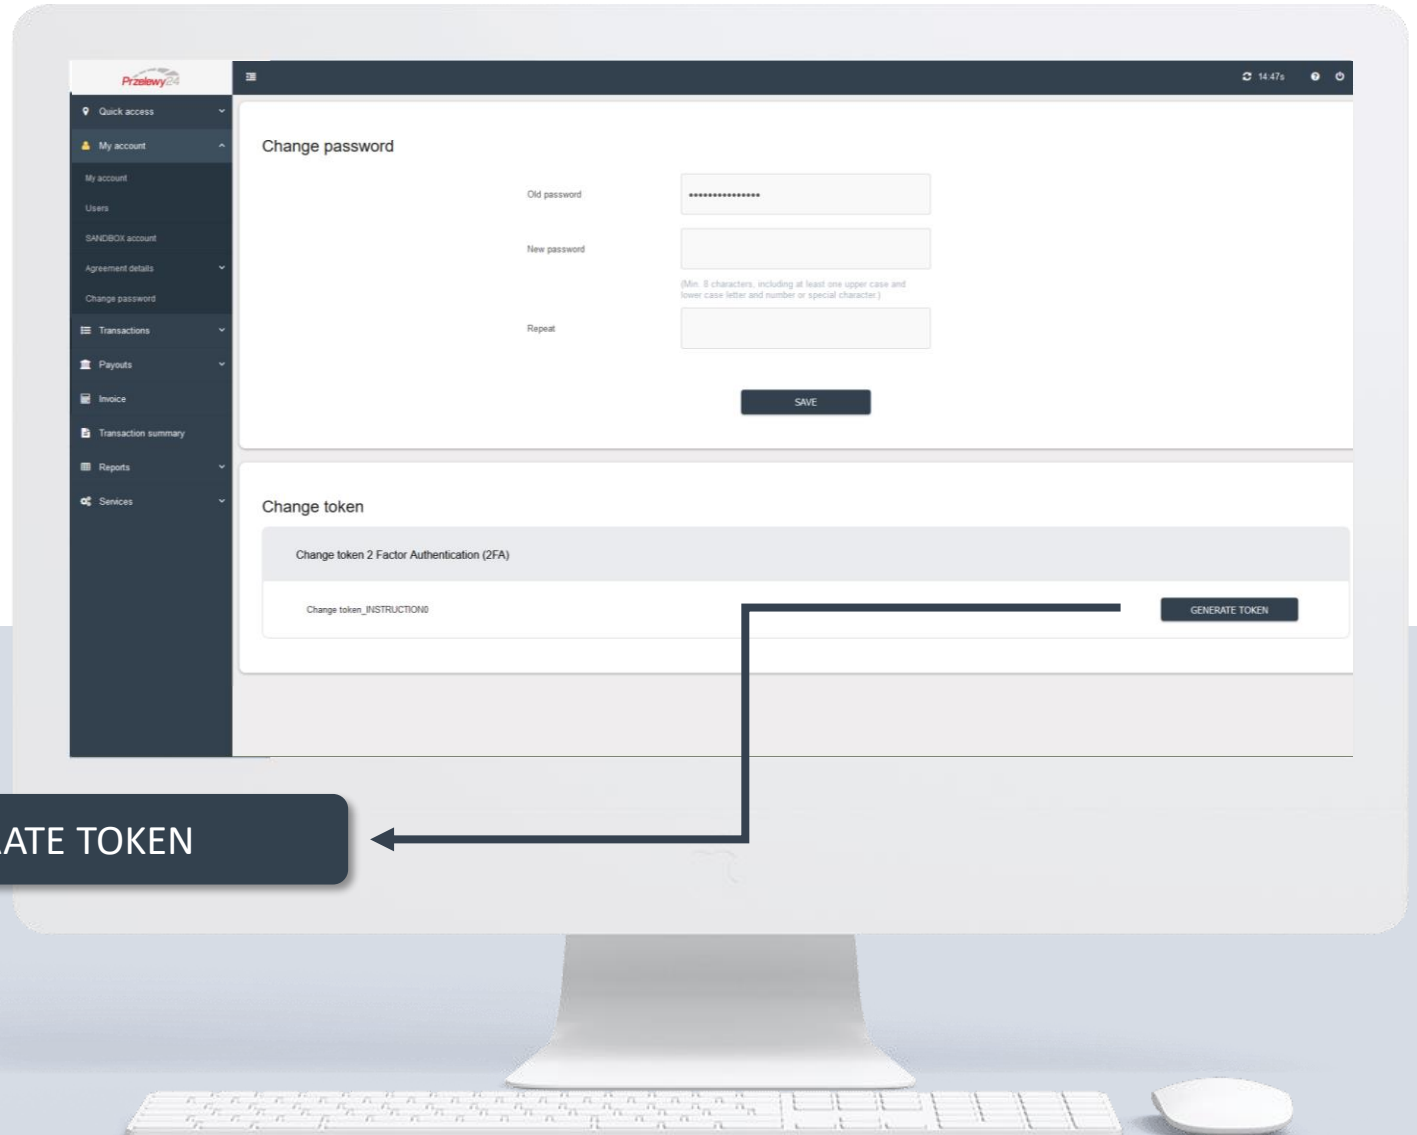 Przelewy24
14:47s
Quick access
My account
My account
Users
SANDBOX account
Agreement details
Change password
Transactions
Payouts
Invoice
Transaction summary
Reports
Services
Change password
Old password
New password
(Min. 8 characters, including at least one upper case and
lower case letter and number or special character.)
Repeat
SAVE
Change token
Change token 2 Factor Authentication (2FA)
Change token_INSTRUCTION0
GENERATE TOKEN
ATE TOKEN